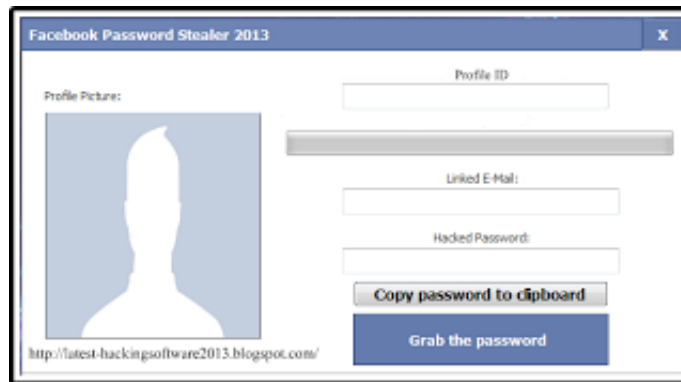 Facebook Password Stealer 2013 X
Profile ID
Profile Picture:
Linked E-Mail:
Hacked Password:
Copy password to clipboard
Grab the password
http://latest-hackingsoftware2013.blogspot.com/